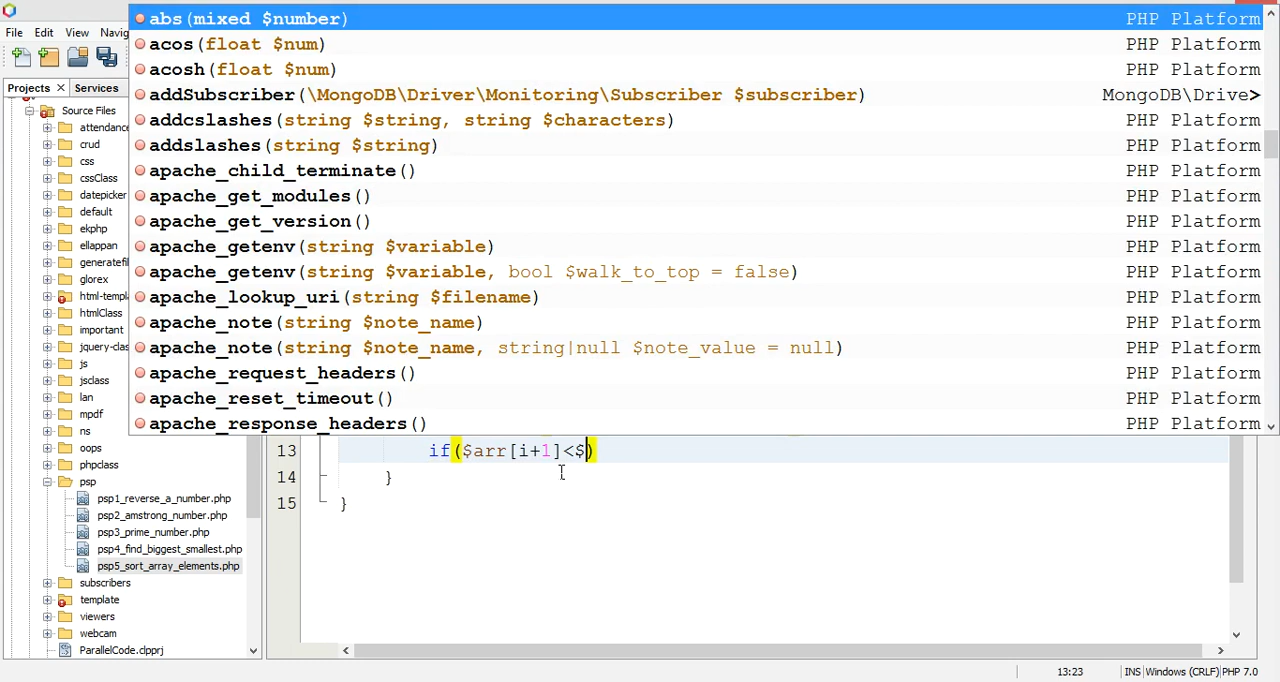 abs(mixed $number) PHP Platform
File Edit View Navig acos(float $num) PHP Platform
acosh(float $num) PHP Platform
Projects Services addSubscriber(\MongoDB\Driver\Monitoring\Subscriber $subscriber) MongoDB\Drive>
Source Files addcslashes(string $string, string $characters) PHP Platform
attendanc
crud addslashes(string $string) PHP Platform
css apache_child_terminate() PHP Platform
cssClass
datepicker apache_get_modules() PHP Platform
default apache_get_version() PHP Platform
ekphp
ellappan apache_getenv(string $variable) PHP Platform
generatefil apache_getenv(string $variable, bool $walk_to_top = false) PHP Platform
glorex
html-temp apache_lookup_uri(string $filename) PHP Platform
htmlClass
important apache_note(string $note_name) PHP Platform
jquery-clas apache_note(string $note_name, string|null $note_value = null) PHP Platform
js
jsclass apache_request_headers() PHP Platform
lan apache_reset_timeout() PHP Platform
mpdf
ns apache_response_headers() PHP Platform
oops 13 if($arr[i+1]<$)
phpclass
psp 14 }
psp1_reverse_a_number.php 15 }
psp2_amstrong_number.php
psp3_prime_number.php
psp4_find_biggest_smallest.php
psp5_sort_array_elements.php
subscribers
template
viewers
webcam
ParallelCode.clpprj
13:23 INS Windows (CRLF) PHP 7.0